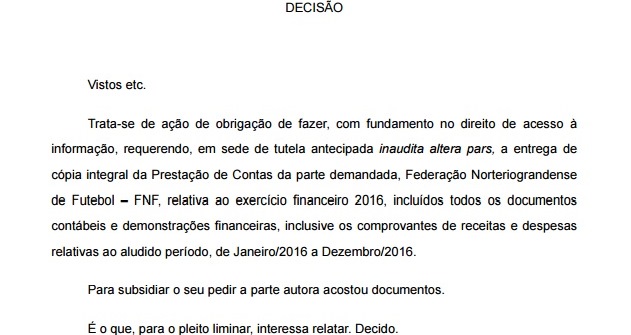 DECISÃO
Vistos etc.
Trata-se de ação de obrigação de fazer, com fundamento no direito de acesso à
informação, requerendo, em sede de tutela antecipada inaudita altera pars, a entrega de
cópia integral da Prestação de Contas da parte demandada, Federação Norteriograndense
de Futebol – FNF, relativa ao exercício financeiro 2016, incluídos todos os documentos
contábeis e demonstrações financeiras, inclusive os comprovantes de receitas e despesas
relativas ao aludido período, de Janeiro/2016 a Dezembro/2016.
Para subsidiar o seu pedir a parte autora acostou documentos.
É o que, para o pleito liminar, interessa relatar. Decido.